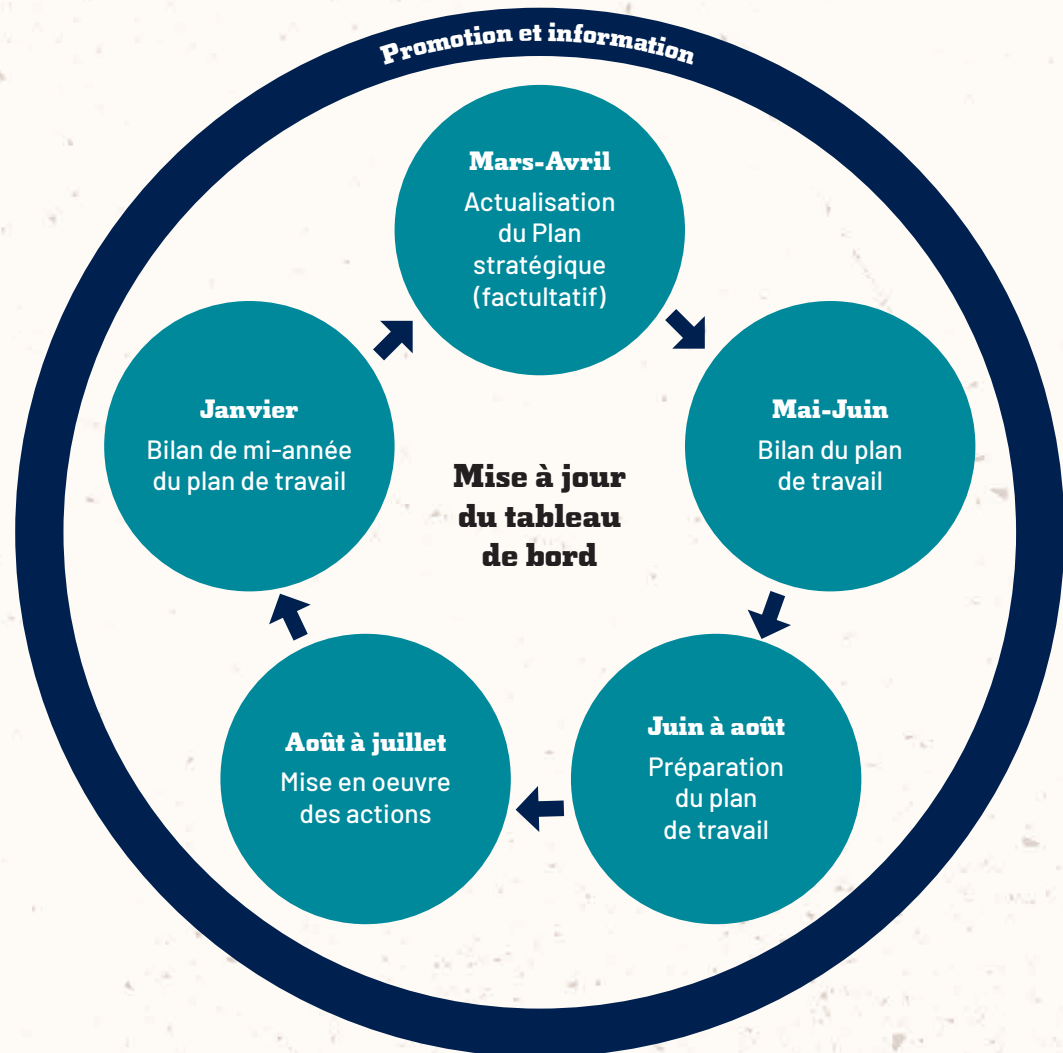 Promotion et information
Mars-Avril
Actualisation
du Plan
stratégique
(factultatif)
Mai-Juin
Bilan du plan
de travail
Juin à août
Préparation
du plan
de travail
Août à juillet
Mise en oeuvre
des actions
Janvier
Bilan de mi-année
du plan de travail
Mise à jour
du tableau
de bord